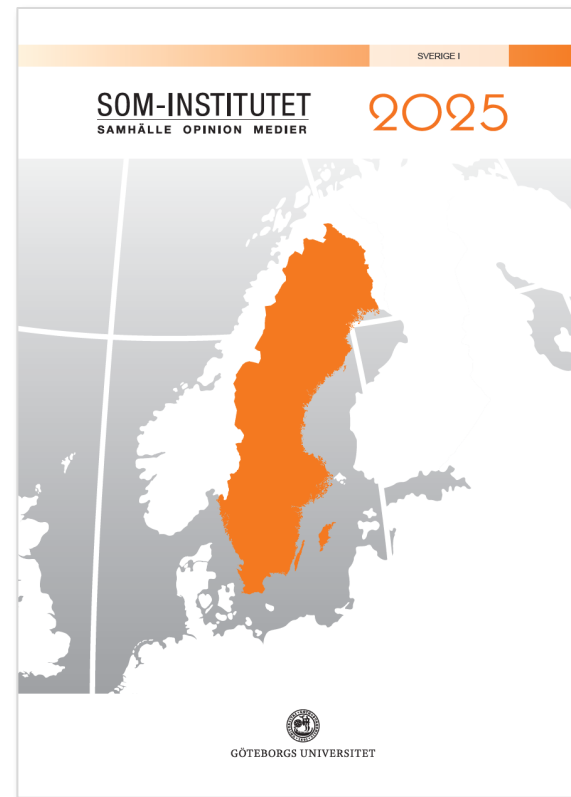 SVERIGE I
SOM-INSTITUTET
SAMHÄLLE OPINION MEDIER
2025
GÖTEBORGS UNIVERSITET